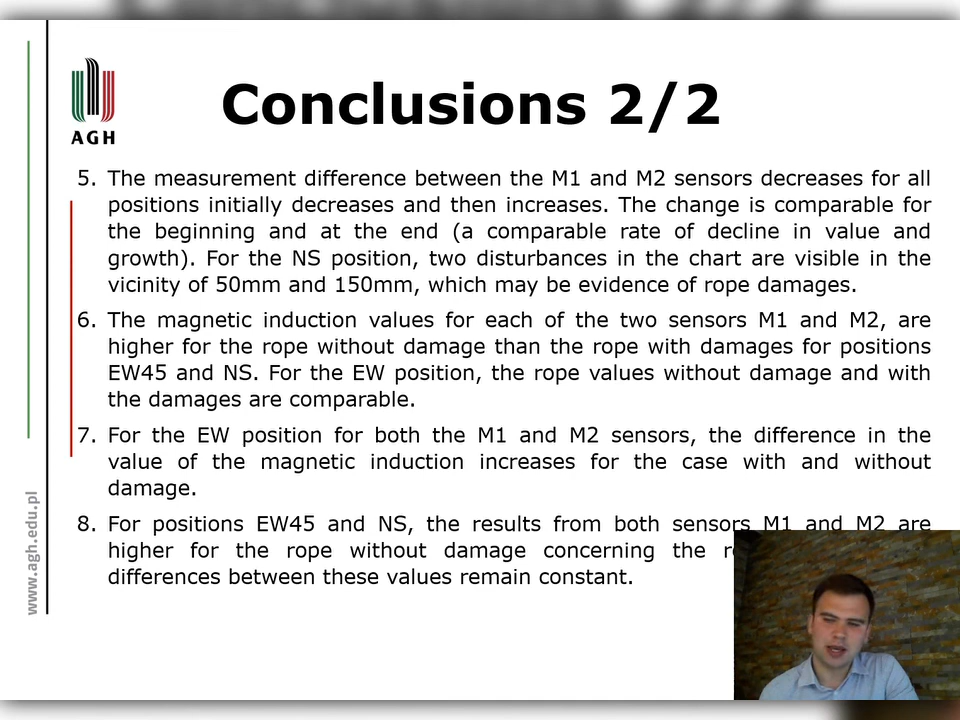 Conclusions 2/2
AGH
5. The measurement difference between the M1 and M2 sensors decreases for all
positions initially decreases and then increases. The change is comparable for
the beginning and at the end (a comparable rate of decline in value and
growth). For the NS position, two disturbances in the chart are visible in the
vicinity of 50mm and 150mm, which may be evidence of rope damages.
6. The magnetic induction values for each of the two sensors M1 and M2, are
higher for the rope without damage than the rope with damages for positions
EW45 and NS. For the EW position, the rope values without damage and with
the damages are comparable.
7. For the EW position for both the M1 and M2 sensors, the difference in the
value of the magnetic induction increases for the case with and without
damage.
8. For positions EW45 and NS, the results from both sensors M1 and M2 are
higher for the rope without damage concerning the
differences between these values remain constant.
www.agh.edu.pl